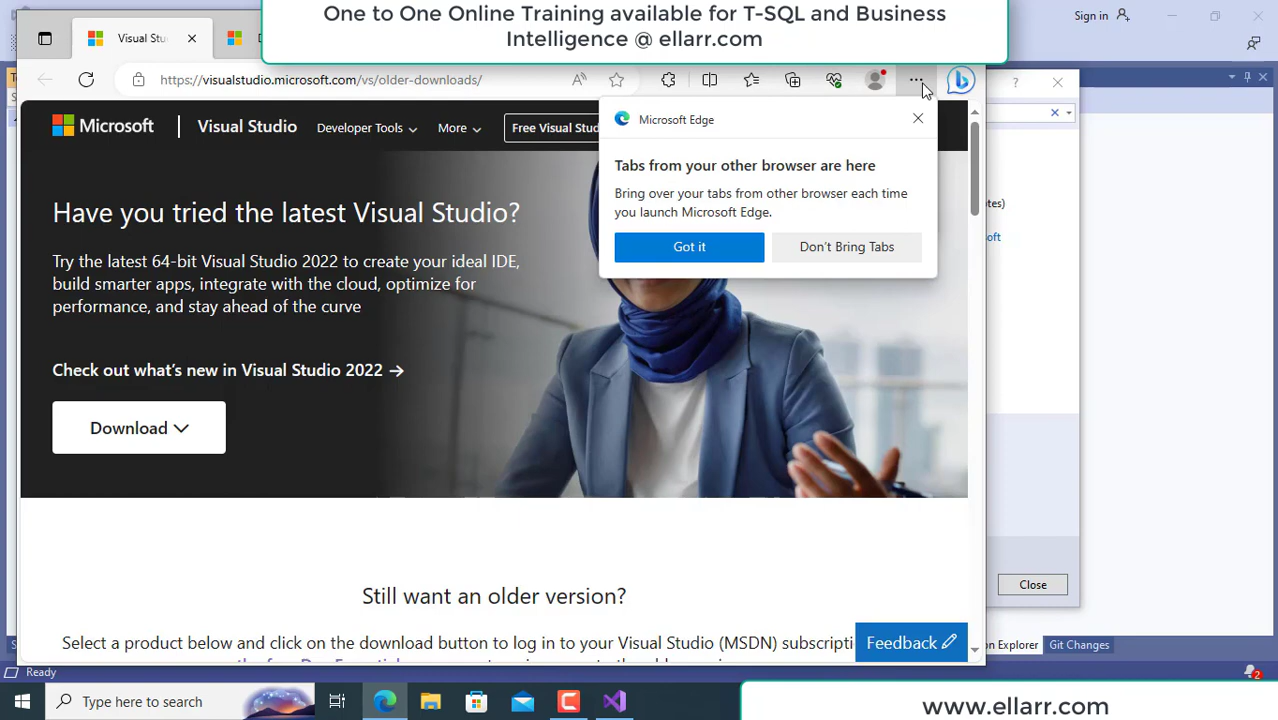 One to One Online Training available for T-SQL and Business
Intelligence @ ellarr.com
Sign in
Visual Stu
https://visualstudio.microsoft.com/vs/older-downloads/
Microsoft
Visual Studio
Developer Tools
More
Free Visual Stud
Microsoft Edge
Tabs from your other browser are here
Bring over your tabs from other browser each time
you launch Microsoft Edge.
Got it
Don't Bring Tabs
Have you tried the latest Visual Studio?
Try the latest 64-bit Visual Studio 2022 to create your ideal IDE,
build smarter apps, integrate with the cloud, optimize for
performance, and stay ahead of the curve
Check out what's new in Visual Studio 2022 →
Download
otes)
oft
Close
Still want an older version?
Select a product below and click on the download button to log in to your Visual Studio (MSDN) subscripti
Feedback
on Explorer
Git Changes
Ready
2
Type here to search
www.ellarr.com